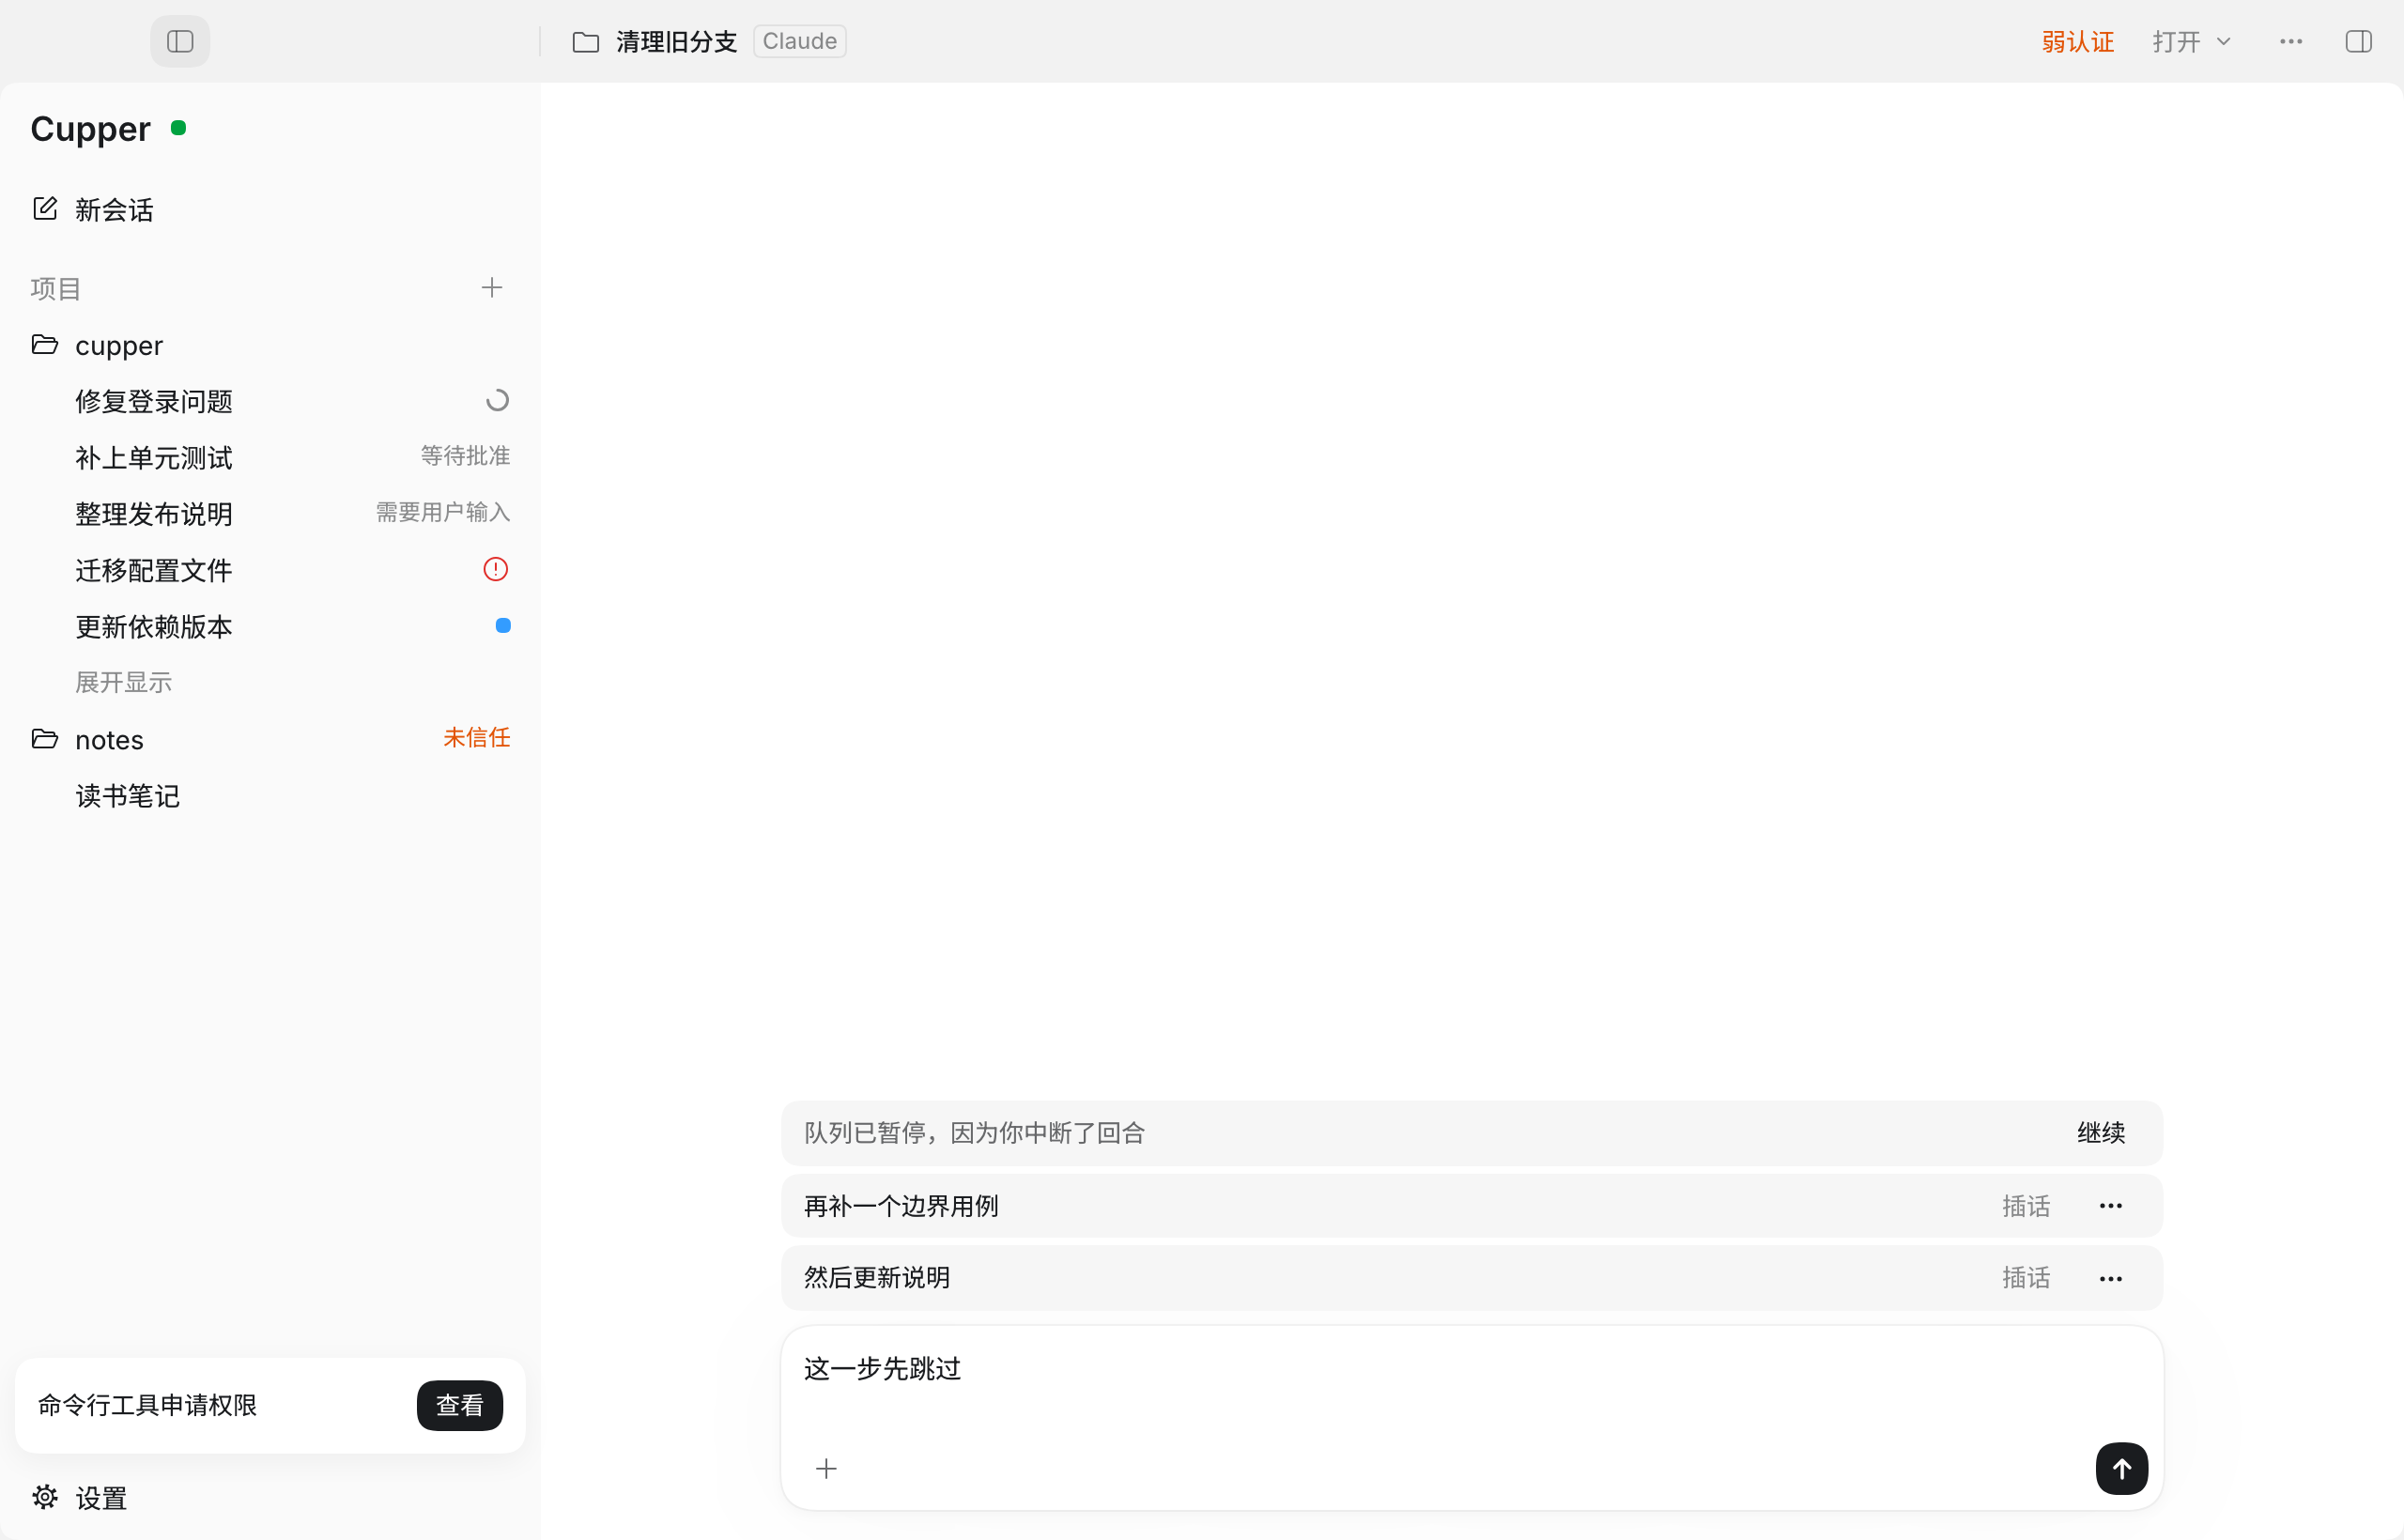 清理旧分支 Claude 弱认证 打开
Cupper
新会话
项目
cupper
修复登录问题
补上单元测试 等待批准
整理发布说明 需要用户输入
迁移配置文件
更新依赖版本
展开显示
notes 未信任
读书笔记
队列已暂停，因为你中断了回合 继续
再补一个边界用例 插话
然后更新说明 插话
这一步先跳过
命令行工具申请权限 查看
设置